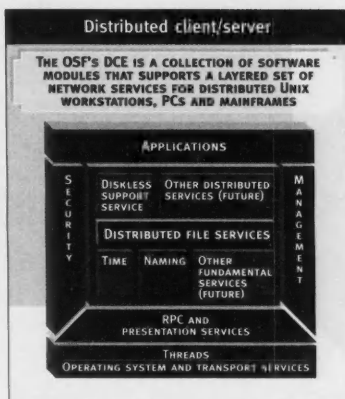 Distributed client/server
THE OSF'S DCE IS A COLLECTION OF SOFTWARE
MODULES THAT SUPPORTS A LAYERED SET OF
NETWORK SERVICES FOR DISTRIBUTED UNIX
WORKSTATIONS, PCS AND MAINFRAMES
APPLICATIONS
SECURITY
DISKLESS
SUPPORT
SERVICE
OTHER DISTRIBUTED
SERVICES (FUTURE)
DISTRIBUTED FILE SERVICES
TIME
NAMING
OTHER
FUNDAMENTAL
SERVICES
(FUTURE)
MANAGEMENT
RPC AND
PRESENTATION SERVICES
THREADS
OPERATING SYSTEM AND TRANSPORT SERVICES